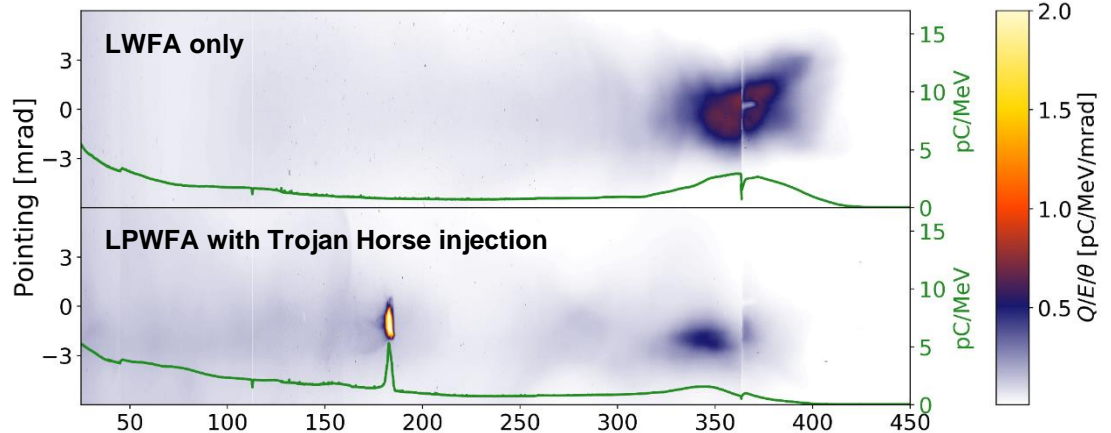 LWFA only
3
0
−3
15
10
5
0
pC/MeV
Pointing [mrad]
LPWFA with Trojan Horse injection
3
0
−3
15
10
5
0
pC/MeV
50 100 150 200 250 300 350 400 450
2.0
1.5
1.0
0.5
Q/E/θ [pC/MeV/mrad]